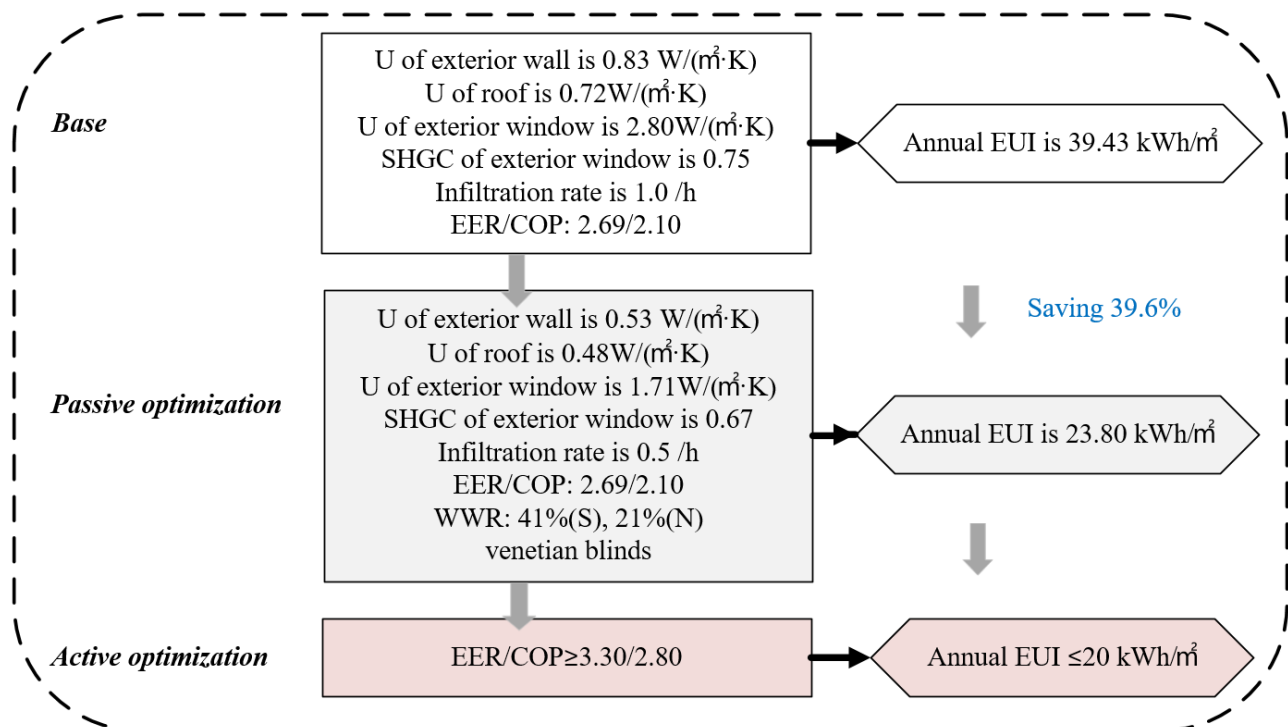 Base
U of exterior wall is 0.83 W/(㎡·K)
U of roof is 0.72W/(㎡·K)
U of exterior window is 2.80W/(㎡·K)
SHGC of exterior window is 0.75
Infiltration rate is 1.0 /h
EER/COP: 2.69/2.10
Annual EUI is 39.43 kWh/㎡
Saving 39.6%
Passive optimization
U of exterior wall is 0.53 W/(㎡·K)
U of roof is 0.48W/(㎡·K)
U of exterior window is 1.71W/(㎡·K)
SHGC of exterior window is 0.67
Infiltration rate is 0.5 /h
EER/COP: 2.69/2.10
WWR: 41%(S), 21%(N)
venetian blinds
Annual EUI is 23.80 kWh/㎡
Active optimization
EER/COP≥3.30/2.80
Annual EUI ≤20 kWh/㎡